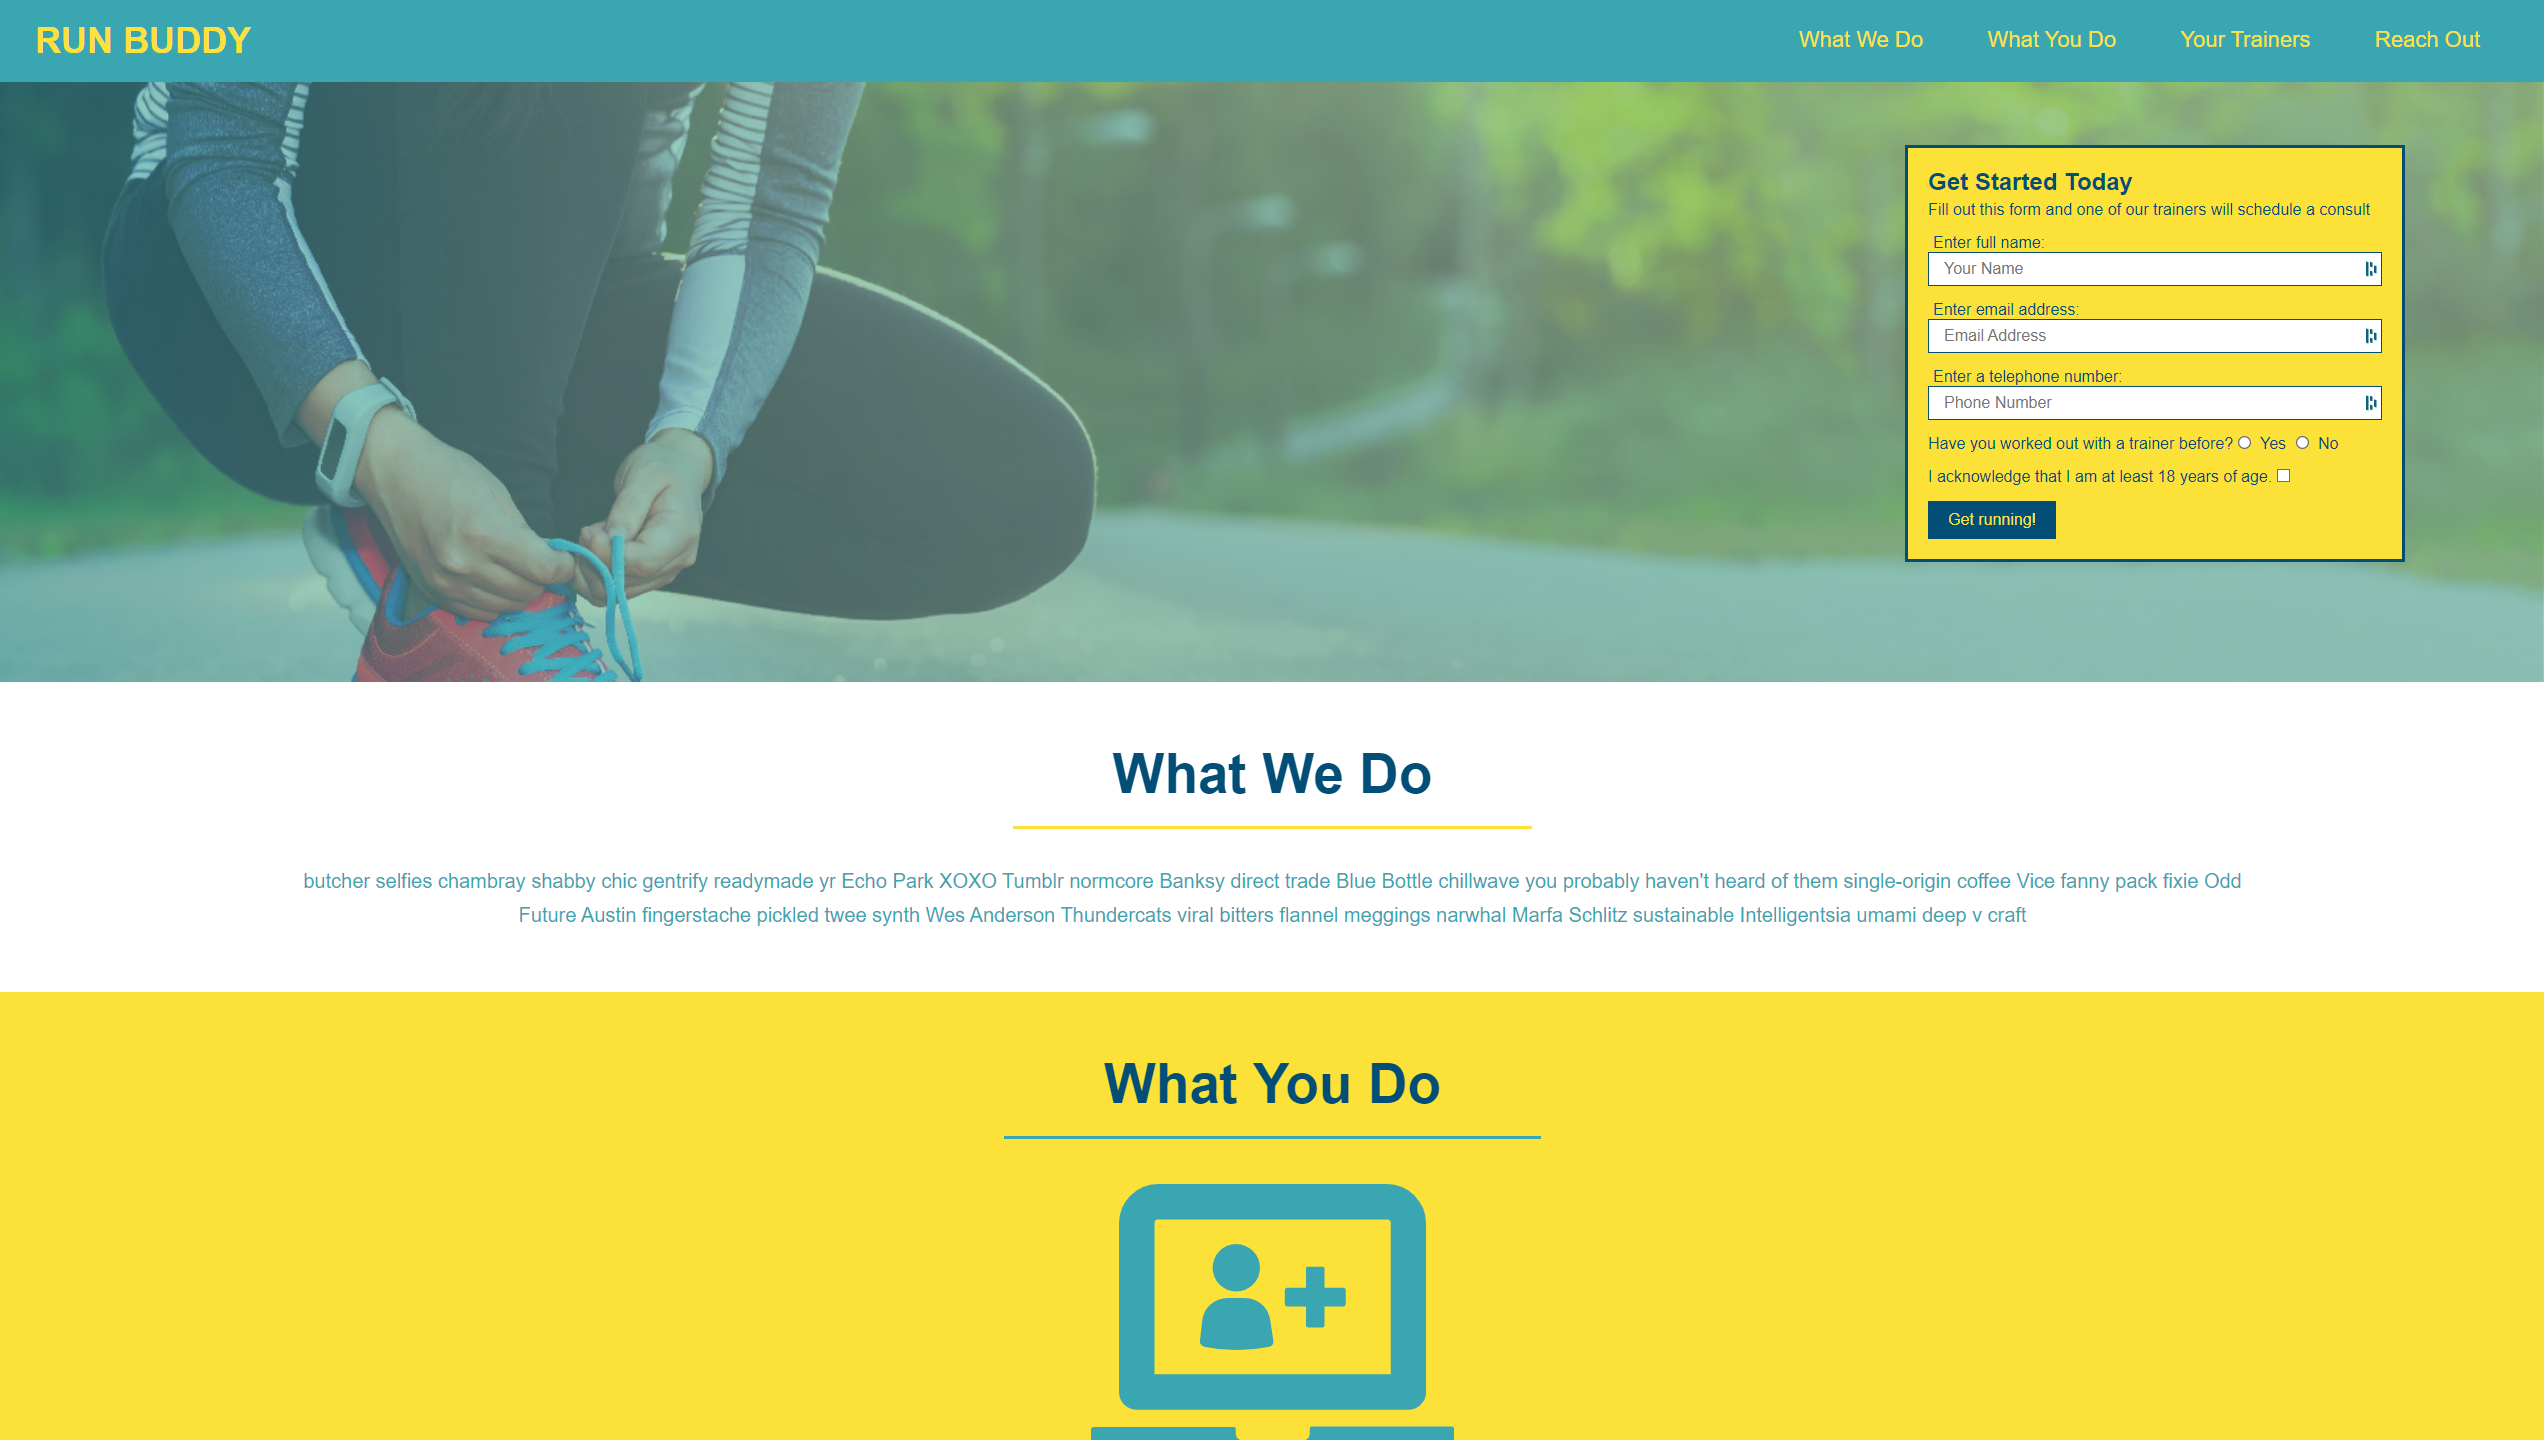 RUN BUDDY
What We Do
What You Do
Your Trainers
Reach Out
Get Started Today
Fill out this form and one of our trainers will schedule a consult
Enter full name:
Your Name
Enter email address:
Email Address
Enter a telephone number:
Phone Number
Have you worked out with a trainer before? Yes No
I acknowledge that I am at least 18 years of age.
Get running!
What We Do
butcher selfies chambray shabby chic gentrify readymade yr Echo Park XOXO Tumblr normcore Banksy direct trade Blue Bottle chillwave you probably haven't heard of them single-origin coffee Vice fanny pack fixie Odd
Future Austin fingerstache pickled twee synth Wes Anderson Thundercats viral bitters flannel meggings narwhal Marfa Schlitz sustainable Intelligentsia umami deep v craft
What You Do